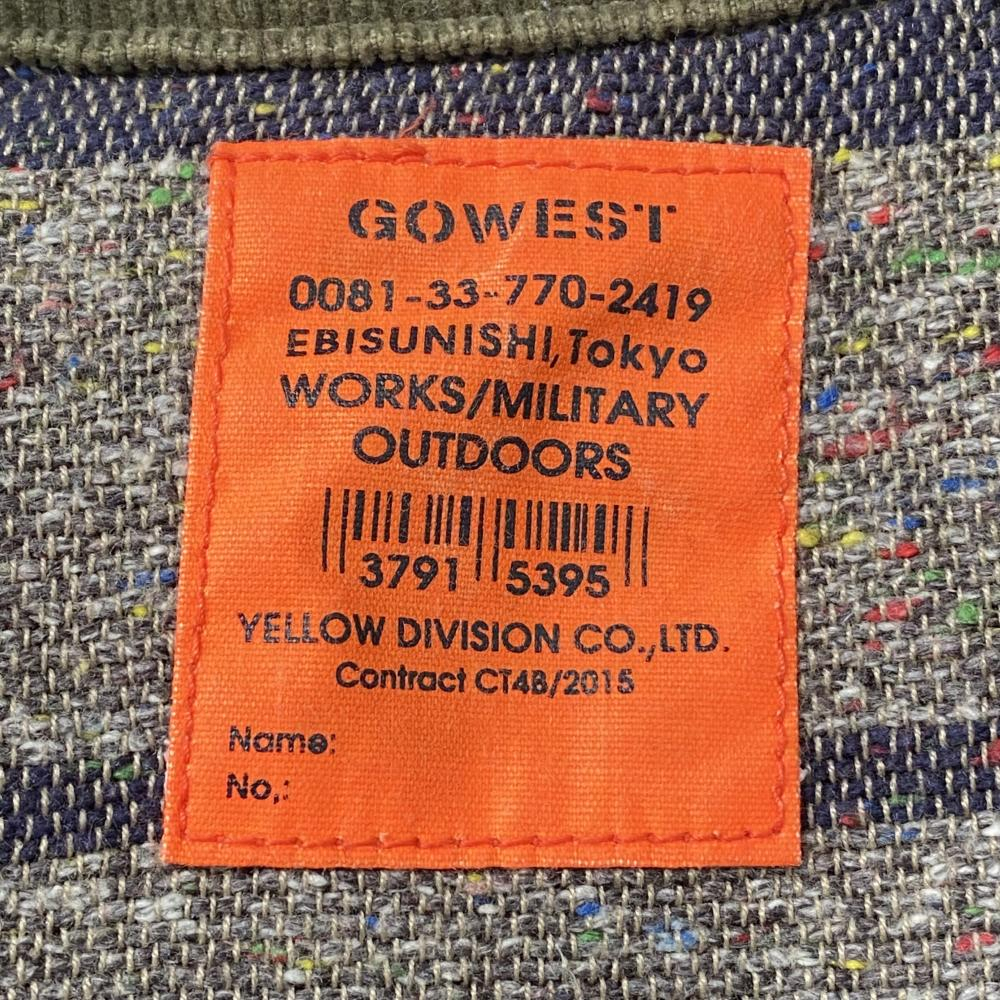 GOWEST
0081-33-770-2419
EBISUNISHI,Tokyo
WORKS/MILITARY
OUTDOORS
3791 5395
YELLOW DIVISION CO.,LTD.
Contract CT4B/2015
Name:
No,: